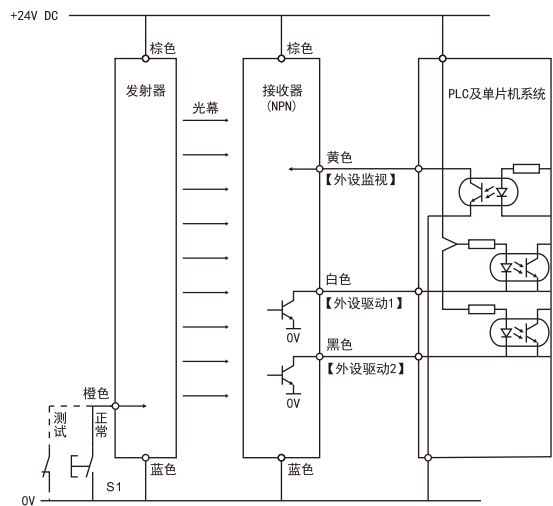 +24V DC
棕色
棕色
发射器
接收器
(NPN)
PLC及单片机系统
光幕
黄色
【外设监视】
白色
【外设驱动1】
0V
黑色
【外设驱动2】
0V
橙色
测试
正常
蓝色
蓝色
S1
0V